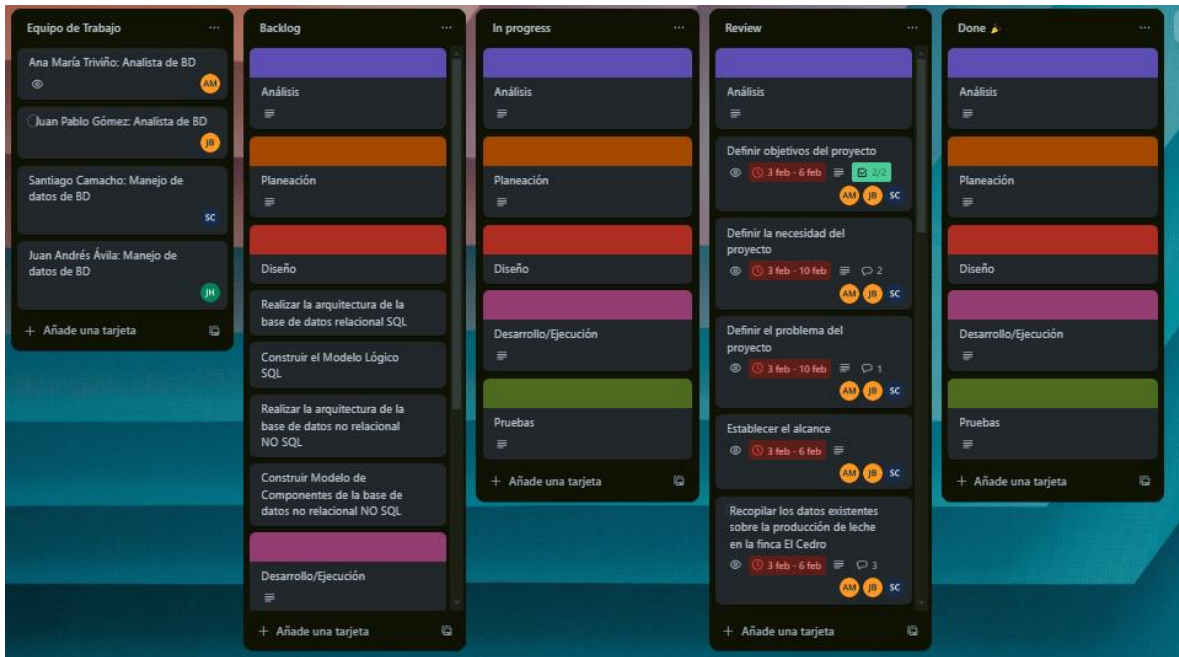 Equipo de Trabajo
Ana María Triviño: Analista de BD
AM
Juan Pablo Gómez: Analista de BD
JB
Santiago Camacho: Manejo de
datos de BD
SC
Juan Andrés Ávila: Manejo de
datos de BD
JH
+ Añade una tarjeta
Backlog
Análisis
Planeación
Diseño
Realizar la arquitectura de la
base de datos relacional SQL
Construir el Modelo Lógico
SQL
Realizar la arquitectura de la
base de datos no relacional
NO SQL
Construir Modelo de
Componentes de la base de
datos no relacional NO SQL
Desarrollo/Ejecución
+ Añade una tarjeta
In progress
Análisis
Planeación
Diseño
Desarrollo/Ejecución
Pruebas
+ Añade una tarjeta
Review
Análisis
Definir objetivos del proyecto
3 feb - 6 feb 2/2
AM JB SC
Definir la necesidad del
proyecto
3 feb - 10 feb 2
AM JB SC
Definir el problema del
proyecto
3 feb - 10 feb 1
AM JB SC
Establecer el alcance
3 feb - 6 feb
AM JB SC
Recopilar los datos existentes
sobre la producción de leche
en la finca El Cedro
3 feb - 6 feb 3
AM JB SC
+ Añade una tarjeta
Done 🎉
Análisis
Planeación
Diseño
Desarrollo/Ejecución
Pruebas
+ Añade una tarjeta